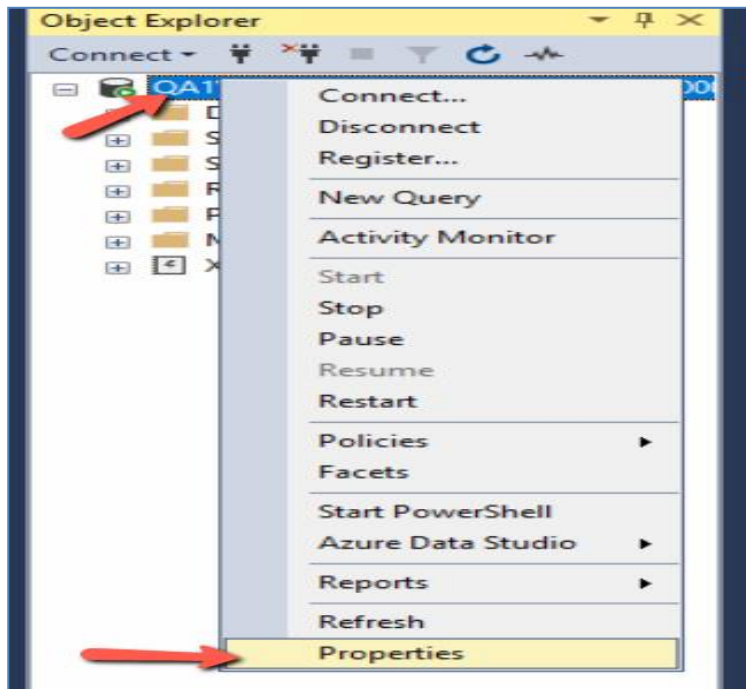 Object Explorer
Connect
QA1
Connect...
Disconnect
Register...
New Query
Activity Monitor
Start
Stop
Pause
Resume
Restart
Policies
Facets
Start PowerShell
Azure Data Studio
Reports
Refresh
Properties